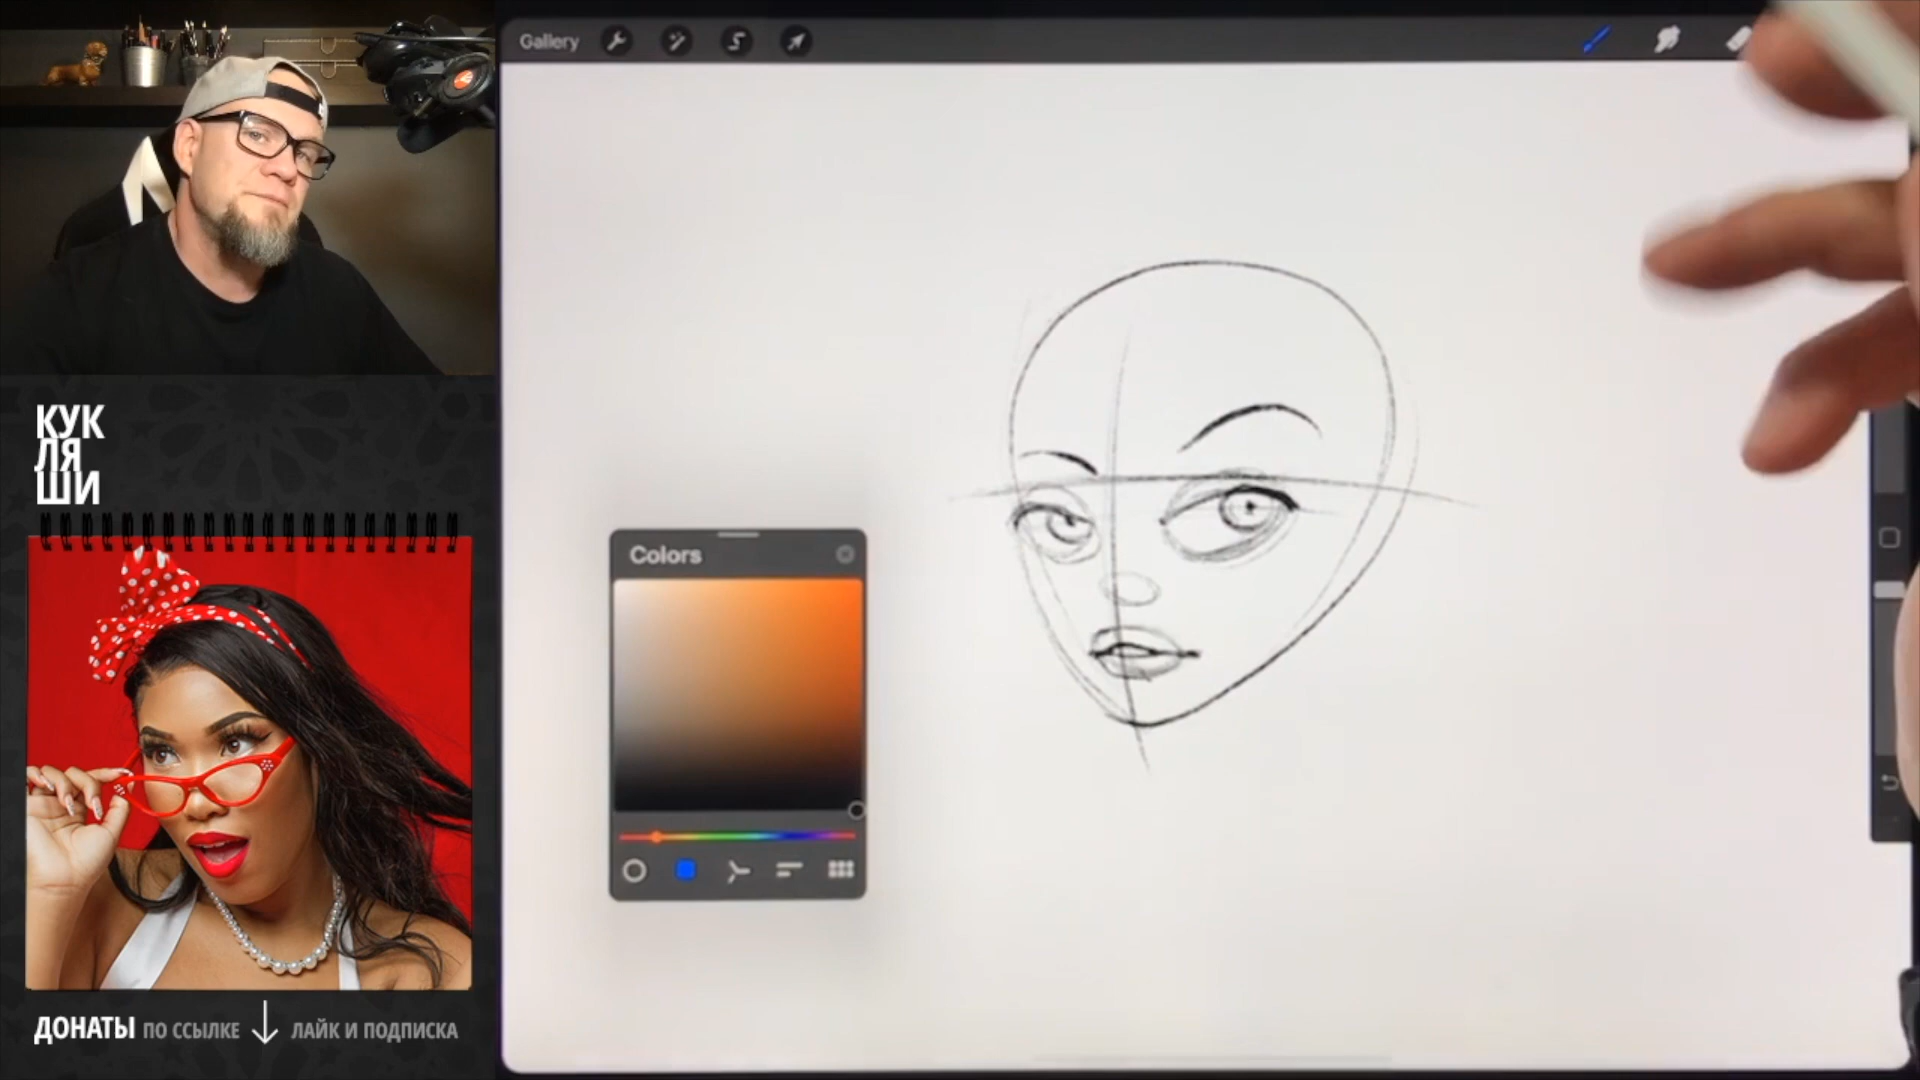 Gallery
КУК
ЛЯ
ШИ
Colors
ДОНАТЫ ПО ССЫЛКЕ ЛАЙК И ПОДПИСКА